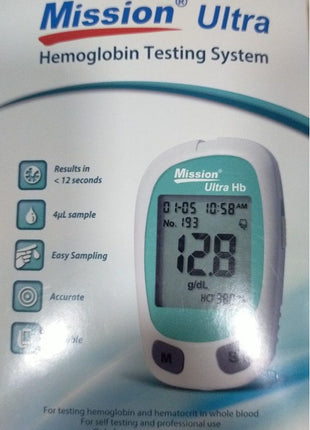 Mission® Ultra
Hemoglobin Testing System
Results in
< 12 seconds
4µL sample
Easy Sampling
Accurate
Mission®
Ultra Hb
01-05 10:58 AM
No. 193
12.8
g/dL
HCT 38%
M
S
For testing hemoglobin and hematocrit in whole blood
For self testing and professional use